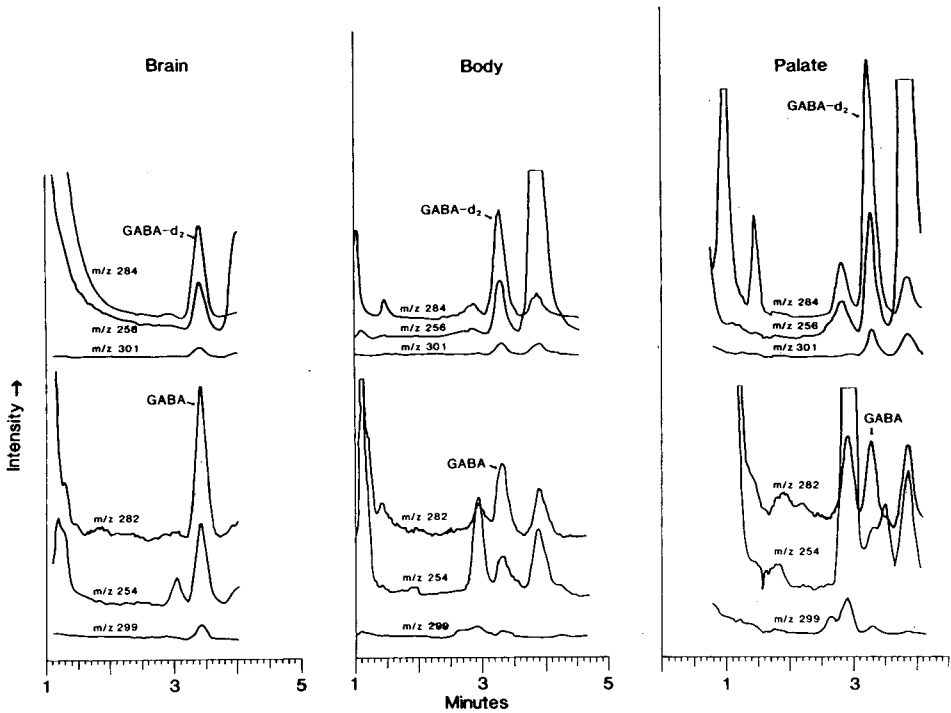 Brain
GABA-d₂
m/z 284
m/z 256
m/z 301
GABA
m/z 282
m/z 254
m/z 299
1 3 5
Body
GABA-d₂
m/z 284
m/z 256
m/z 301
GABA
m/z 282
m/z 254
m/z 299
1 3 5
Palate
GABA-d₂
m/z 284
m/z 256
m/z 301
GABA
m/z 282
m/z 254
m/z 299
1 3
Intensity →
Minutes